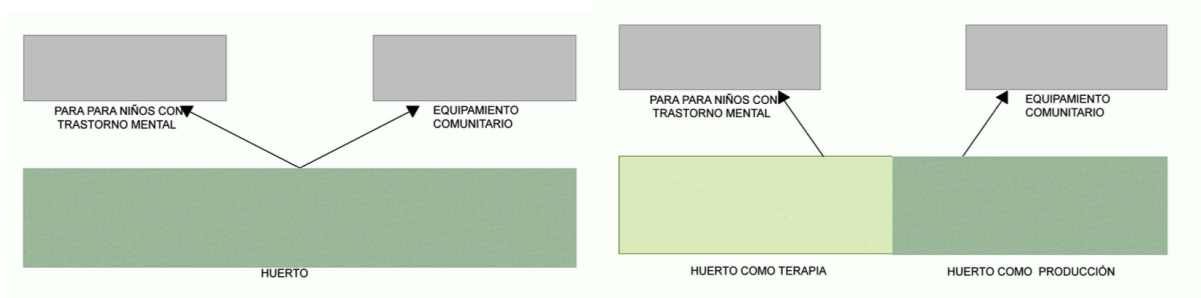 PARA PARA NIÑOS CON
TRASTORNO MENTAL
EQUIPAMIENTO
COMUNITARIO
HUERTO
PARA PARA NIÑOS CON
TRASTORNO MENTAL
EQUIPAMIENTO
COMUNITARIO
HUERTO COMO TERAPIA
HUERTO COMO PRODUCCIÓN